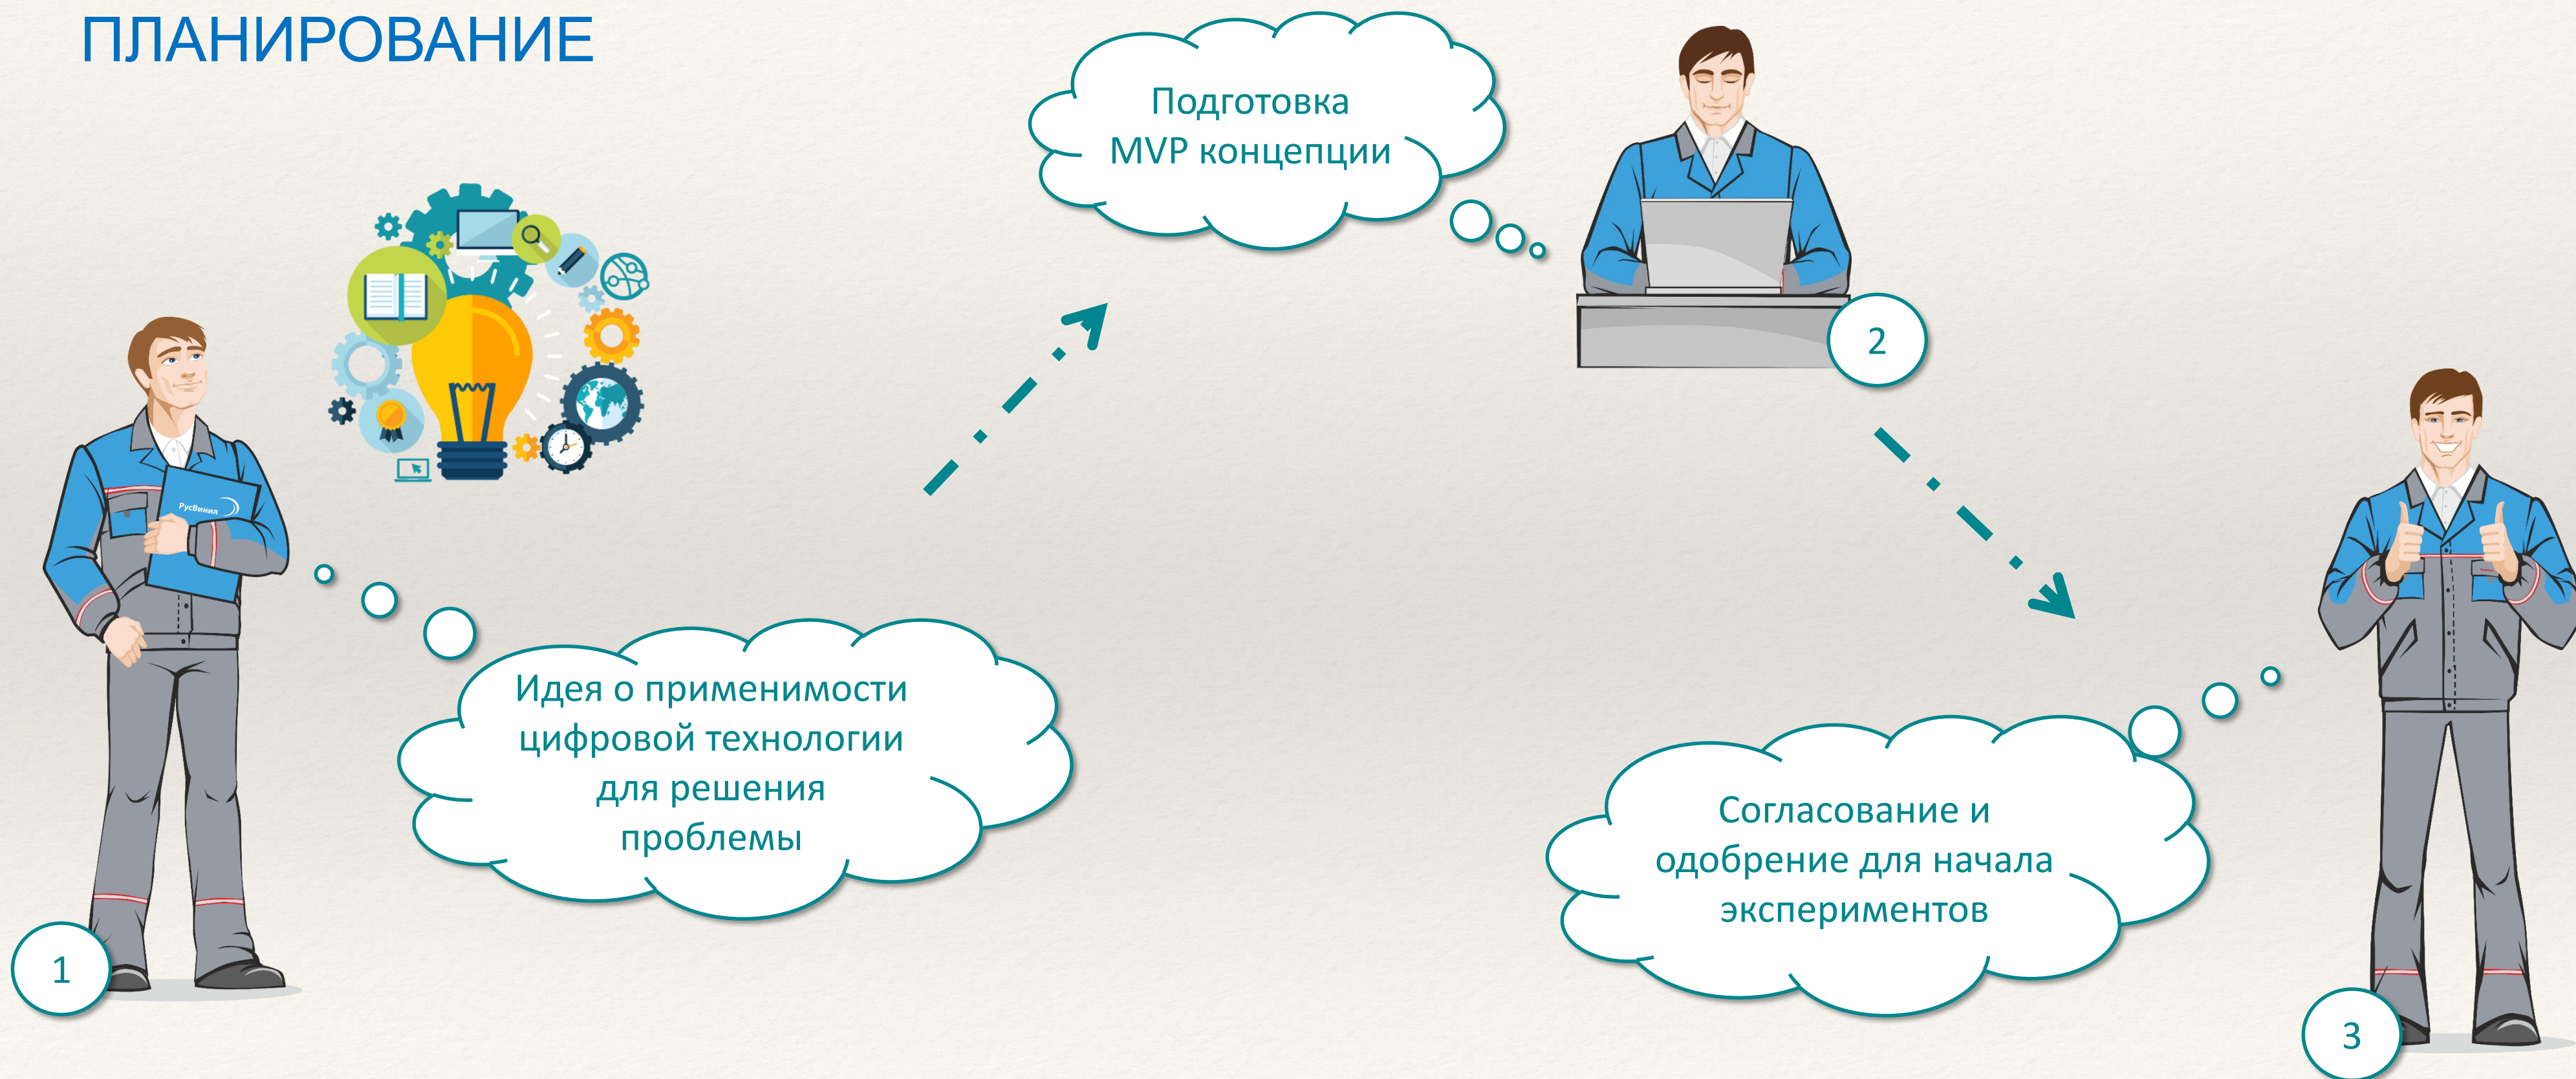 ПЛАНИРОВАНИЕ
Подготовка
MVP концепции
2
РусВинил
Идея о применимости
цифровой технологии
для решения
проблемы
1
Согласование и
одобрение для начала
экспериментов
3